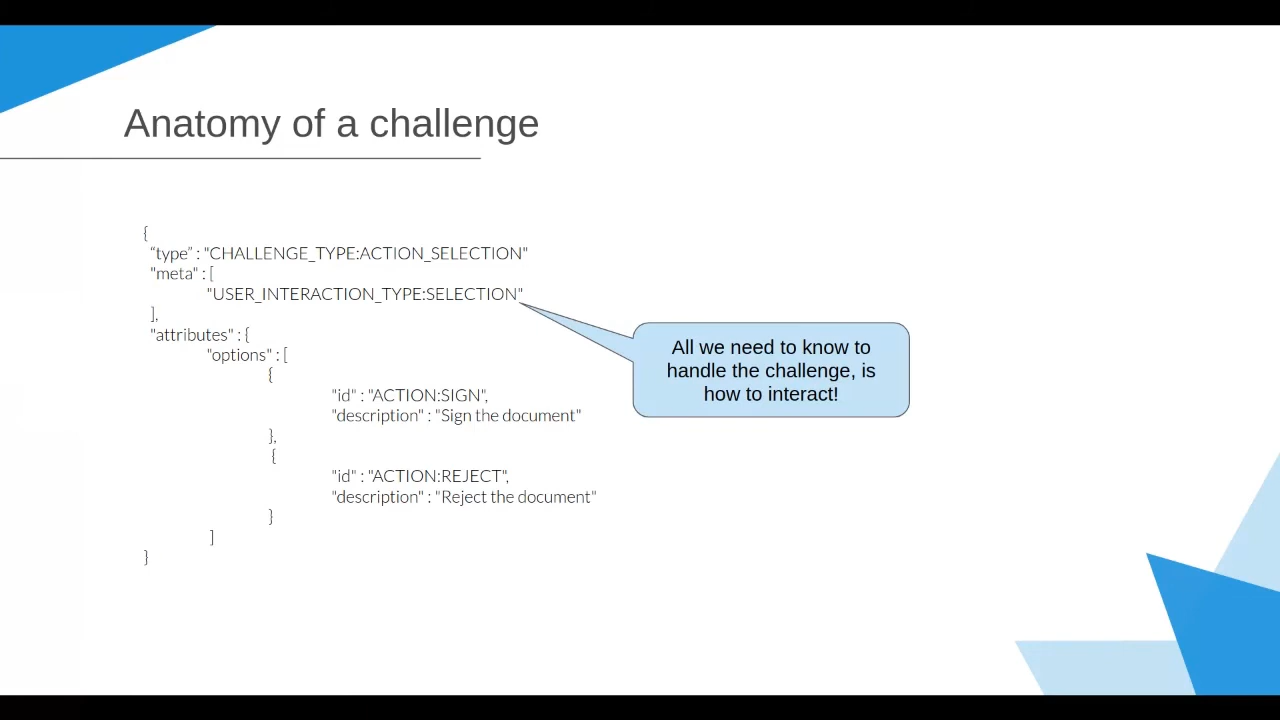 Anatomy of a challenge
{
“type” : "CHALLENGE_TYPE:ACTION_SELECTION"
"meta" : [
"USER_INTERACTION_TYPE:SELECTION"
],
"attributes" : {
"options" : [
{
"id" : "ACTION:SIGN",
"description" : "Sign the document"
},
{
"id" : "ACTION:REJECT",
"description" : "Reject the document"
}
]
}
All we need to know to
handle the challenge, is
how to interact!